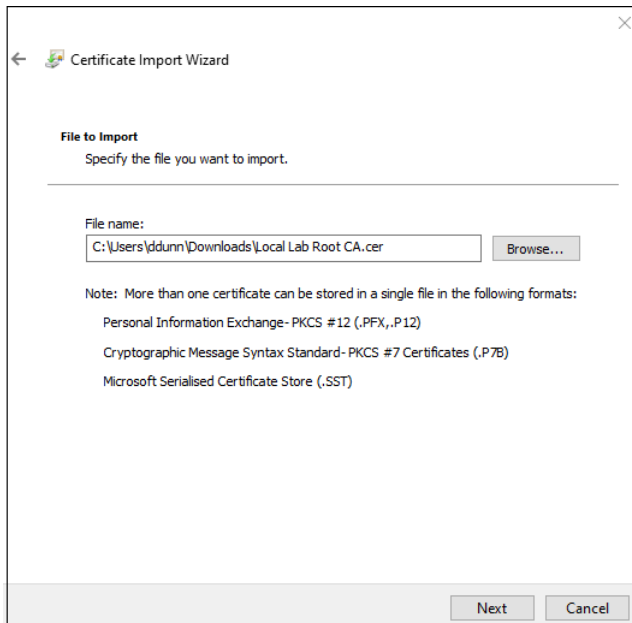 Certificate Import Wizard
File to Import
Specify the file you want to import.
File name:
C:\Users\ddunn\Downloads\Local Lab Root CA.cer
Browse...
Note: More than one certificate can be stored in a single file in the following formats:
Personal Information Exchange- PKCS #12 (.PFX,.P12)
Cryptographic Message Syntax Standard- PKCS #7 Certificates (.P7B)
Microsoft Serialised Certificate Store (.SST)
Next
Cancel